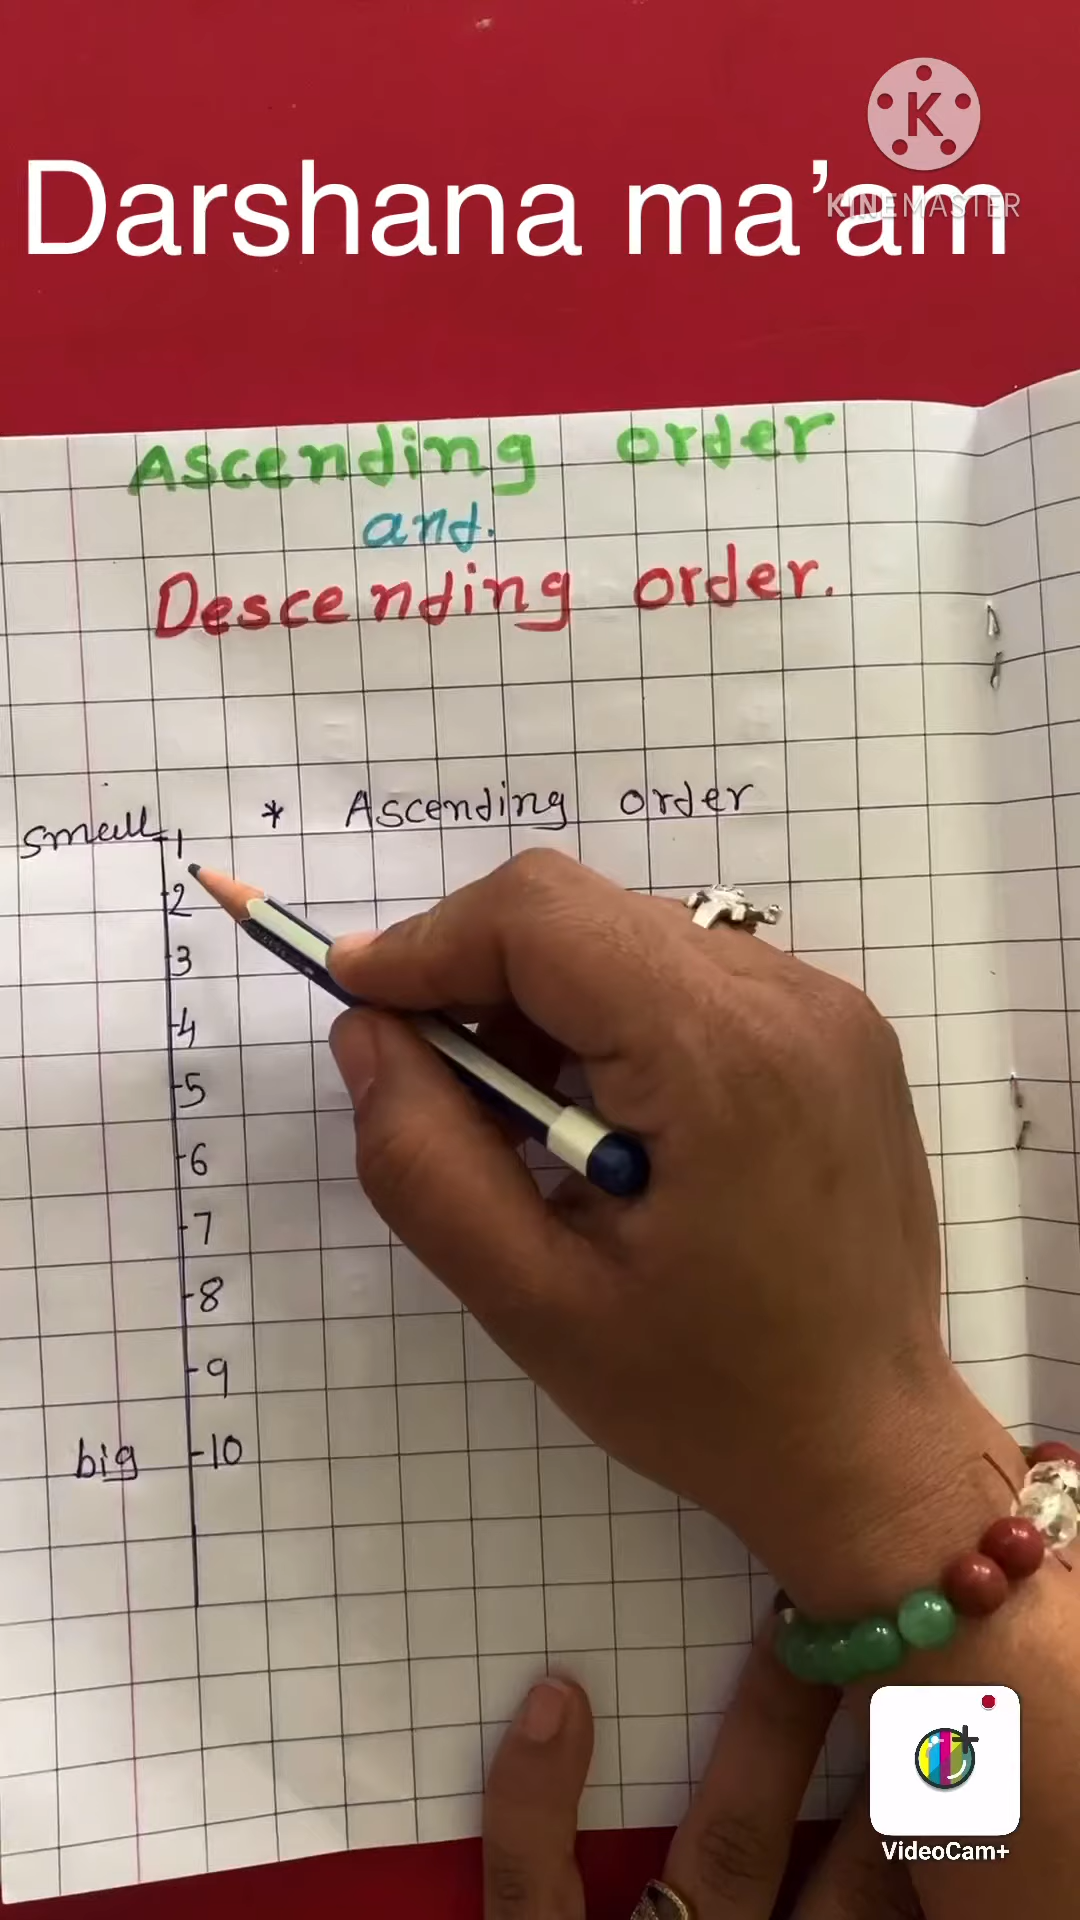 K
KINEMASTER
Darshana ma’am
Ascending order
and.
Descending order.
* Ascending order
small 1
2
3
4
5
6
7
8
9
big 10
VideoCam+